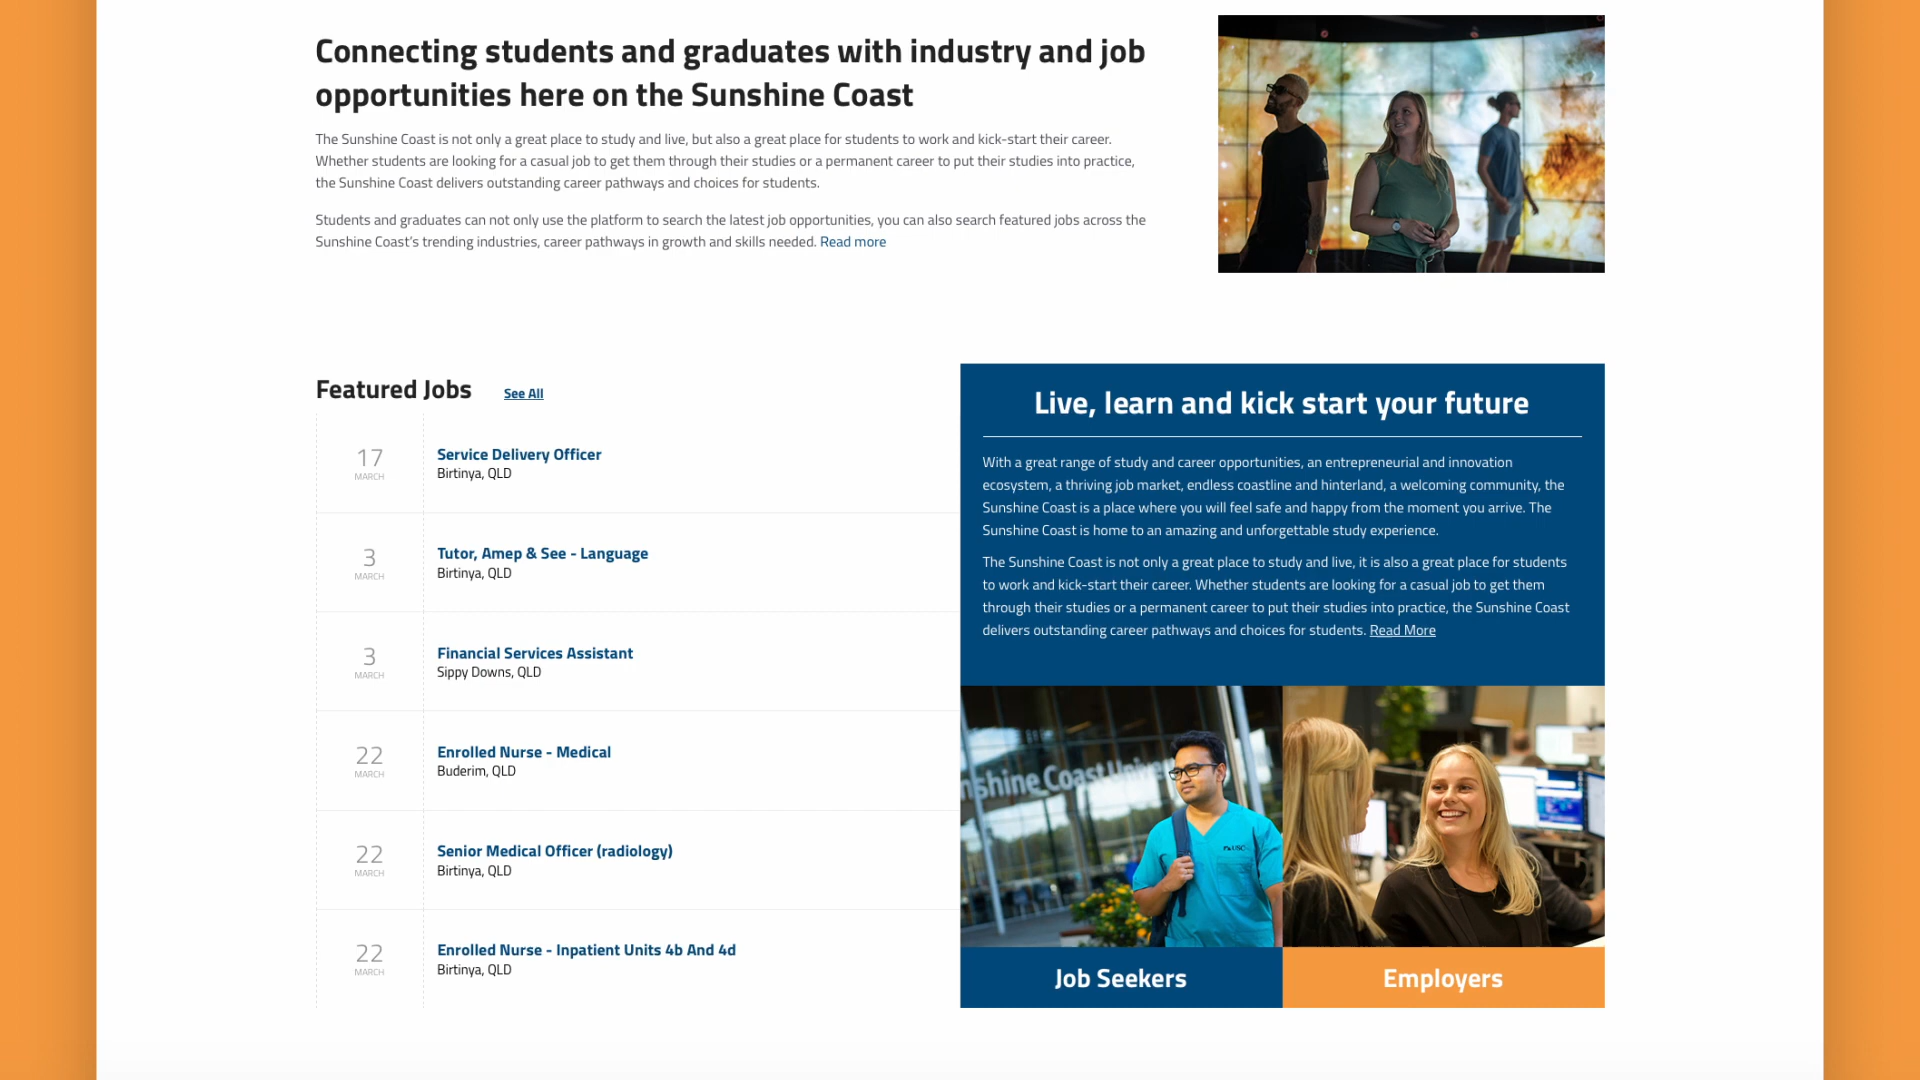 Connecting students and graduates with industry and job
opportunities here on the Sunshine Coast
The Sunshine Coast is not only a great place to study and live, but also a great place for students to work and kick-start their career.
Whether students are looking for a casual job to get them through their studies or a permanent career to put their studies into practice,
the Sunshine Coast delivers outstanding career pathways and choices for students.
Students and graduates can not only use the platform to search the latest job opportunities, you can also search featured jobs across the
Sunshine Coast's trending industries, career pathways in growth and skills needed. Read more
Featured Jobs See All
17
MARCH
Service Delivery Officer
Birtinya, QLD
3
MARCH
Tutor, Amep & See - Language
Birtinya, QLD
3
MARCH
Financial Services Assistant
Sippy Downs, QLD
22
MARCH
Enrolled Nurse - Medical
Buderim, QLD
22
MARCH
Senior Medical Officer (radiology)
Birtinya, QLD
22
MARCH
Enrolled Nurse - Inpatient Units 4b And 4d
Birtinya, QLD
Live, learn and kick start your future
With a great range of study and career opportunities, an entrepreneurial and innovation
ecosystem, a thriving job market, endless coastline and hinterland, a welcoming community, the
Sunshine Coast is a place where you will feel safe and happy from the moment you arrive. The
Sunshine Coast is home to an amazing and unforgettable study experience.
The Sunshine Coast is not only a great place to study and live, it is also a great place for students
to work and kick-start their career. Whether students are looking for a casual job to get them
through their studies or a permanent career to put their studies into practice, the Sunshine Coast
delivers outstanding career pathways and choices for students. Read More
nshine Coast Unive
USC
Job Seekers
Employers